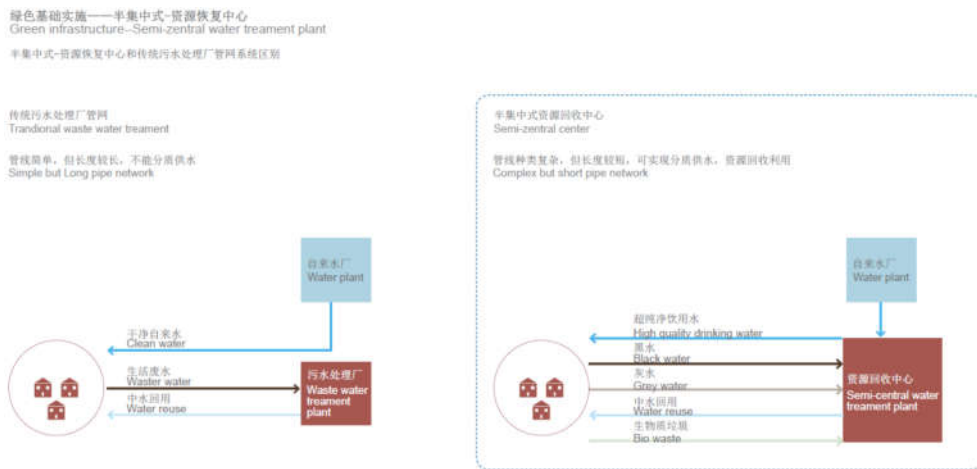 绿色基础实施——半集中式-资源恢复中心
Green infrastructure--Semi-zentral water treament plant
半集中式-资源恢复中心和传统污水处理厂管网系统区别
传统污水处理厂管网
Trandional waste water treament
管线简单，但长度较长，不能分质供水
Simple but Long pipe network
自来水厂
Water plant
干净自来水
Clean water
生活废水
Waster water
中水回用
Water reuse
污水处理厂
Waste water
treament
plant
半集中式资源回收中心
Semi-zentral center
管线种类复杂，但长度较短，可实现分质供水，资源回收利用
Complex but short pipe network
自来水厂
Water plant
超纯净饮用水
High quality drinking water
黑水
Black water
灰水
Grey water
中水回用
Water reuse
生物质垃圾
Bio waste
资源回收中心
Semi-central water
treament plant